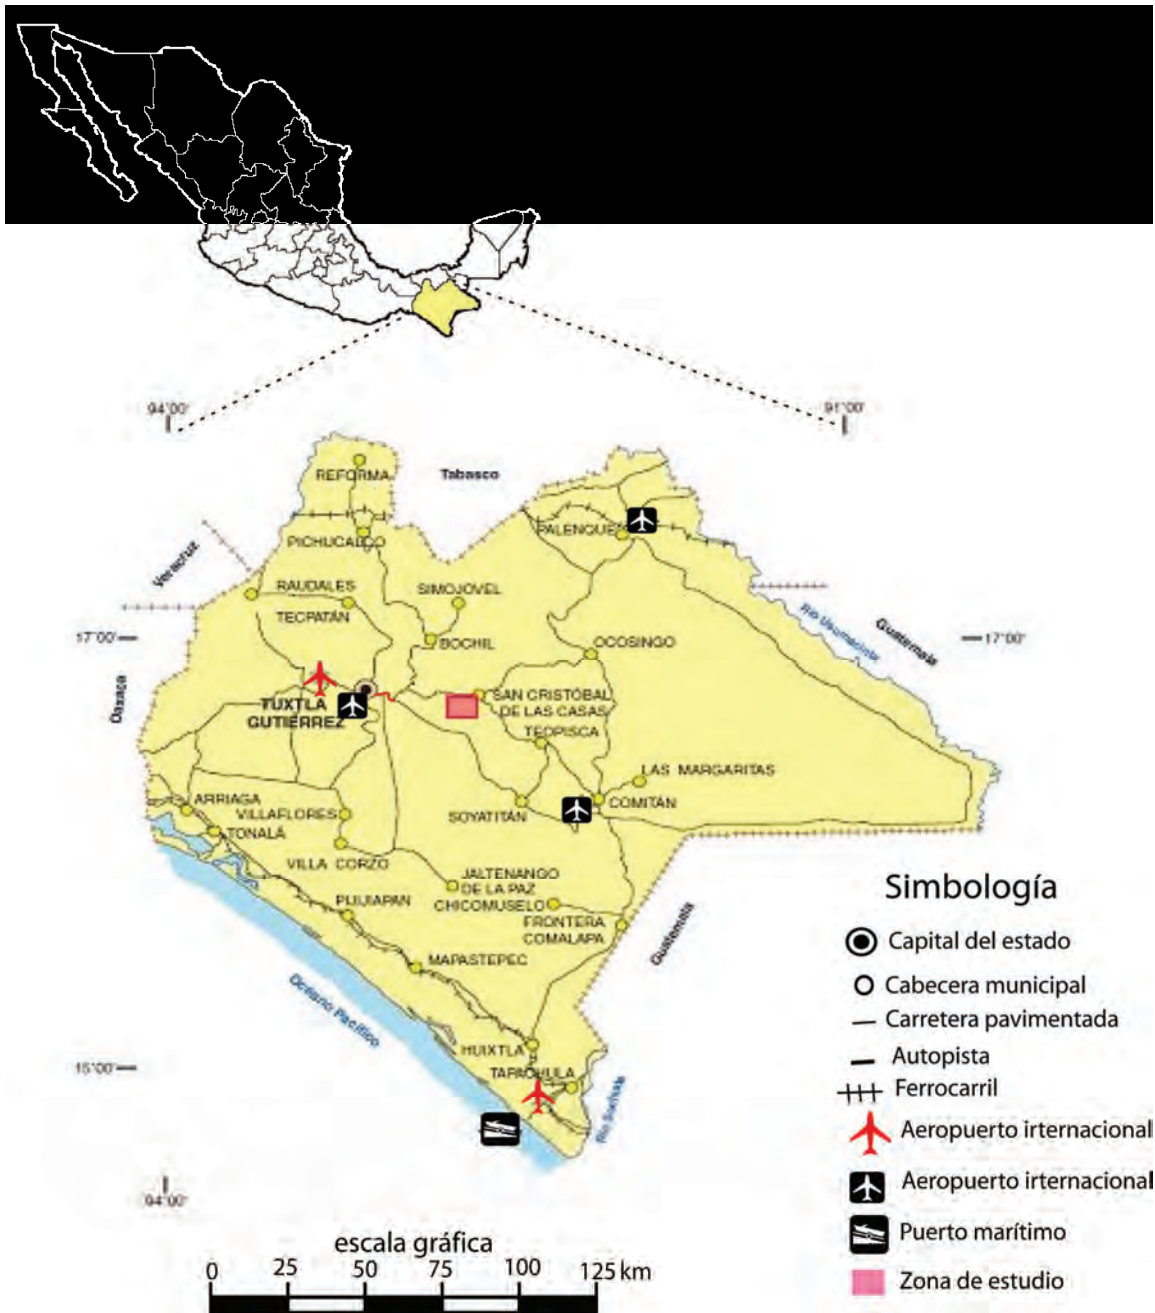 94°00'
91°00'
REFORMA
Tabasco
PALENQUE
PICHUCALCO
Veracruz
RAUDALES
SIMOJOVEL
TECPATÁN
Río Usumacinta
Guatemala
17°00'
17°00'
BOCHIL
OCOSINGO
Oaxaca
TUXTLA
GUTIÉRREZ
SAN CRISTÓBAL
DE LAS CASAS
TEOPISCA
LAS MARGARITAS
ARRIAGA
VILLAFLORES
SOYATITÁN
COMITÁN
TONALÁ
VILLA CORZO
JALTENANGO
DE LA PAZ
PIJIJIAPAN
CHICOMUSELO
FRONTERA
COMALAPA
Guatemala
MAPASTEPEC
Océano Pacífico
HUIXTLA
15°00'
TAPACHULA
Río Suchiate
94°00'
Simbología
Capital del estado
Cabecera municipal
Carretera pavimentada
Autopista
Ferrocarril
Aeropuerto irternacional
Aeropuerto irternacional
Puerto marítimo
Zona de estudio
escala gráfica
0 25 50 75 100 125 km